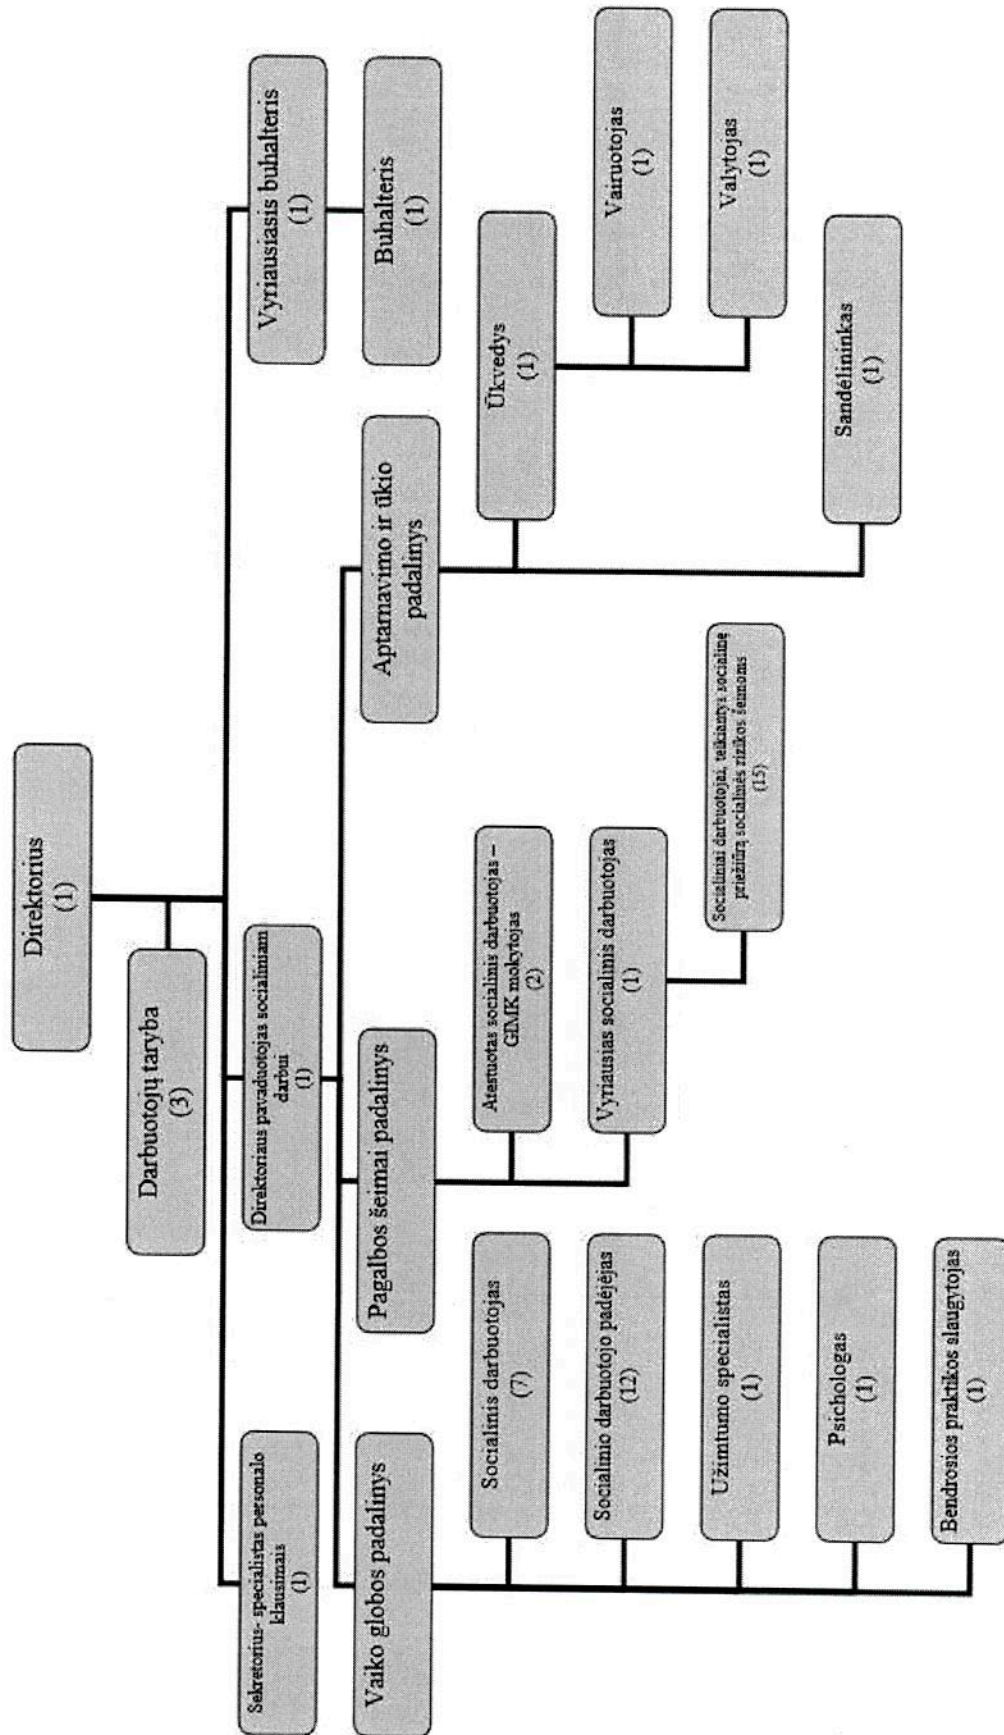 Direktorius
(1)
Darbuotojų taryba
(3)
Sekretorius- specialistas personalo
klausimais
(1)
Direktoriaus pavaduotojas socialiniam
darbui
(1)
Vyriausiasis buhalteris
(1)
Buhalteris
(1)
Vaiko globos padalinys
Pagalbos šeimai padalinys
Aptarnavimo ir ūkio
padalinys
Socialinis darbuotojas
(7)
Socialinio darbuotojo padėjėjas
(12)
Užimtumo specialistas
(1)
Psichologas
(1)
Bendrosios praktikos slaugytojas
(1)
Atestuotas socialinis darbuotojas –
GIMK mokytojas
(2)
Vyriausias socialinis darbuotojas
(1)
Socialiniai darbuotojai, teikiantys socialinę
priežiūrą socialinės rizikos šeimoms
(15)
Ūkvedys
(1)
Vairuotojas
(1)
Valytojas
(1)
Sandėlininkas
(1)